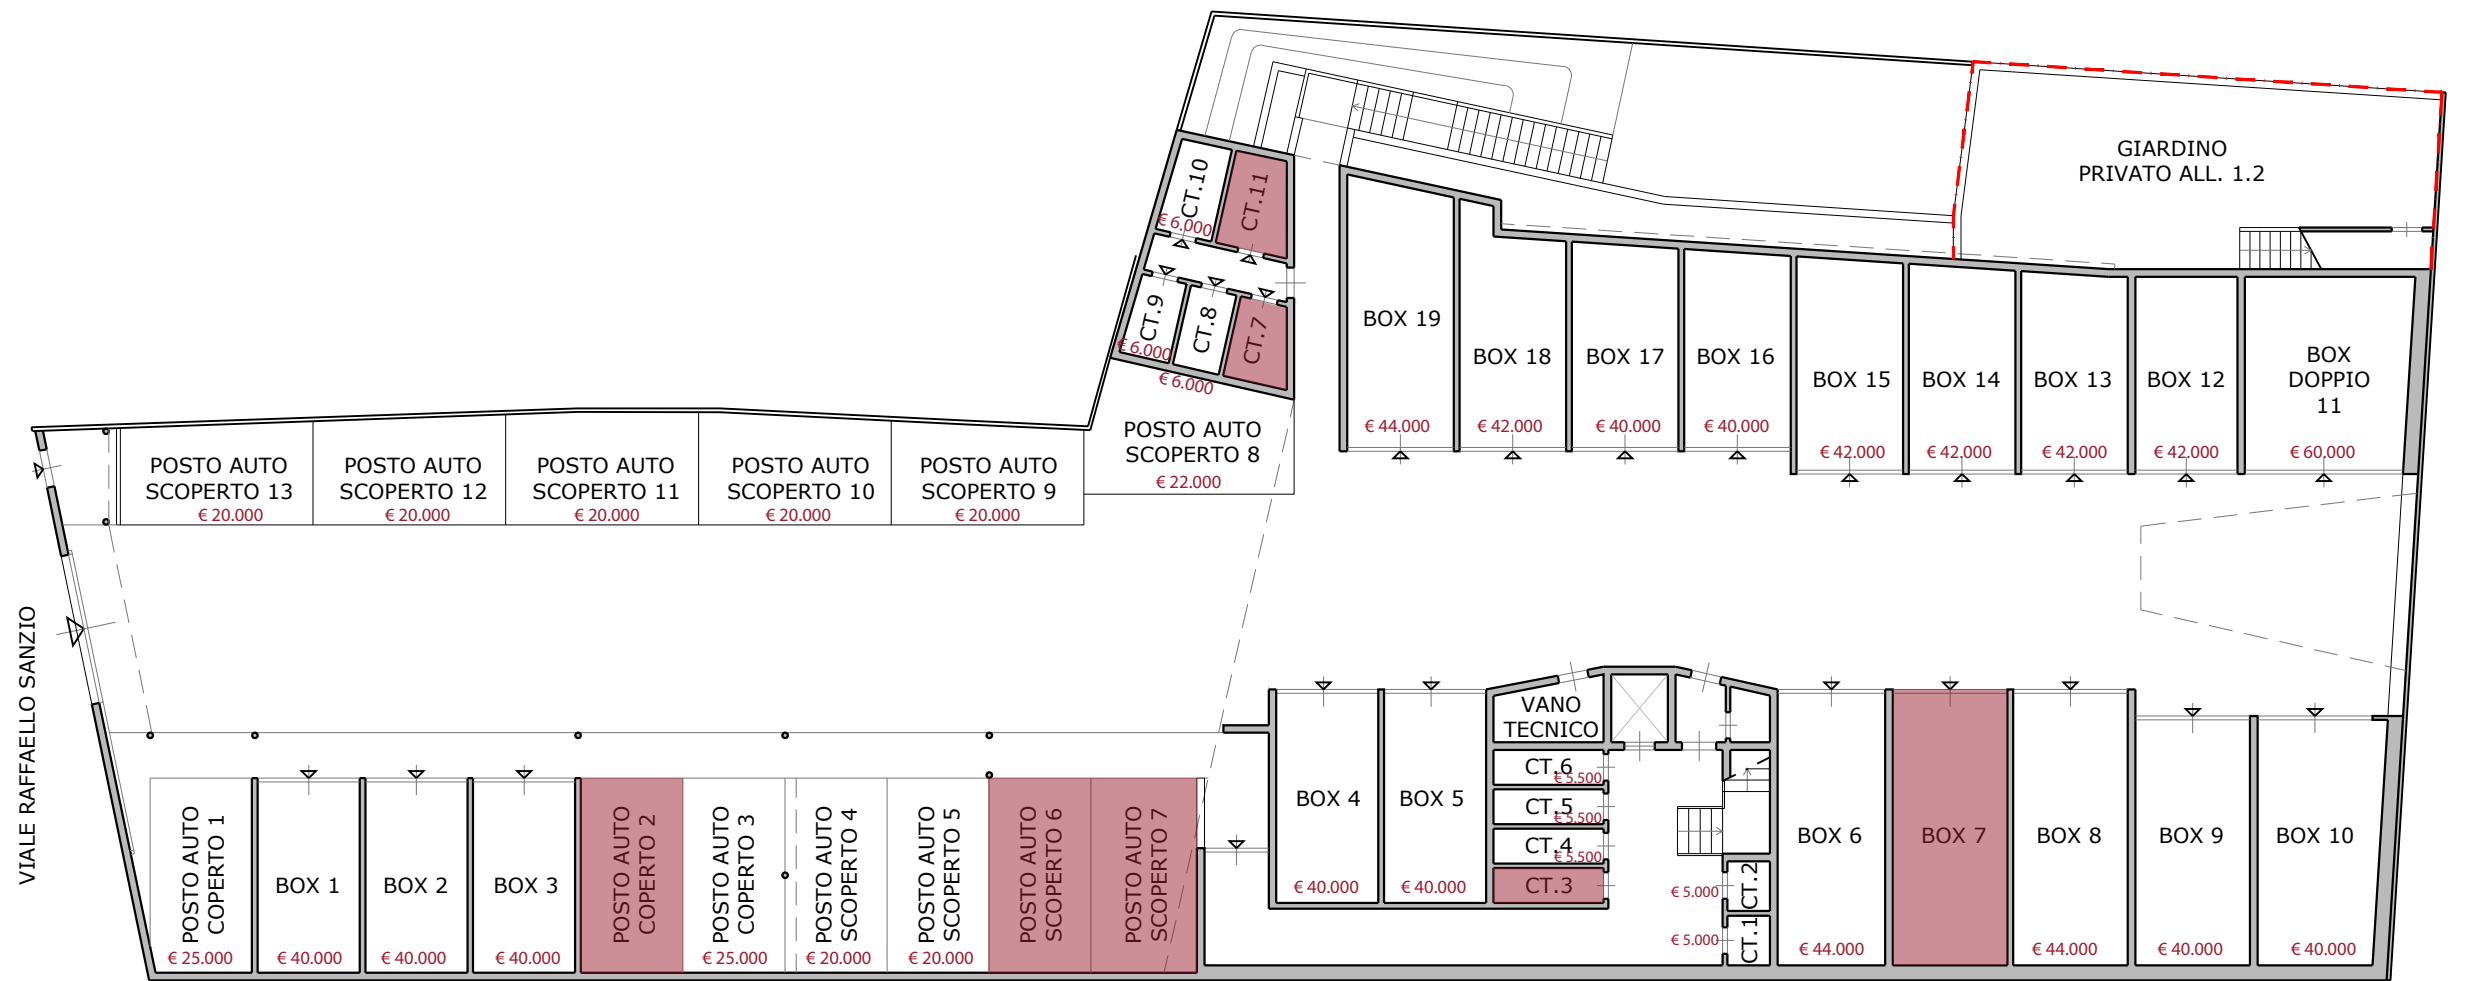 GIARDINO
PRIVATO ALL. 1.2
CT.10
€ 6.000
CT.11
CT.9
€ 6.000
CT.8
€ 6.000
CT.7
BOX 19
€ 44.000
BOX 18
€ 42.000
BOX 17
€ 40.000
BOX 16
€ 40.000
BOX 15
€ 42.000
BOX 14
€ 42.000
BOX 13
€ 42.000
BOX 12
€ 42.000
BOX
DOPPIO
11
€ 60.000
POSTO AUTO
SCOPERTO 13
€ 20.000
POSTO AUTO
SCOPERTO 12
€ 20.000
POSTO AUTO
SCOPERTO 11
€ 20.000
POSTO AUTO
SCOPERTO 10
€ 20.000
POSTO AUTO
SCOPERTO 9
€ 20.000
POSTO AUTO
SCOPERTO 8
€ 22.000
VIALE RAFFAELLO SANZIO
POSTO AUTO
COPERTO 1
€ 25.000
BOX 1
€ 40.000
BOX 2
€ 40.000
BOX 3
€ 40.000
POSTO AUTO
COPERTO 2
POSTO AUTO
COPERTO 3
€ 25.000
POSTO AUTO
SCOPERTO 4
€ 20.000
POSTO AUTO
SCOPERTO 5
€ 20.000
POSTO AUTO
SCOPERTO 6
POSTO AUTO
SCOPERTO 7
BOX 4
€ 40.000
BOX 5
€ 40.000
VANO
TECNICO
CT.6
€ 5.500
CT.5
€ 5.500
CT.4
€ 5.500
CT.3
CT.2
€ 5.000
CT.1
€ 5.000
BOX 6
€ 44.000
BOX 7
BOX 8
€ 44.000
BOX 9
€ 40.000
BOX 10
€ 40.000